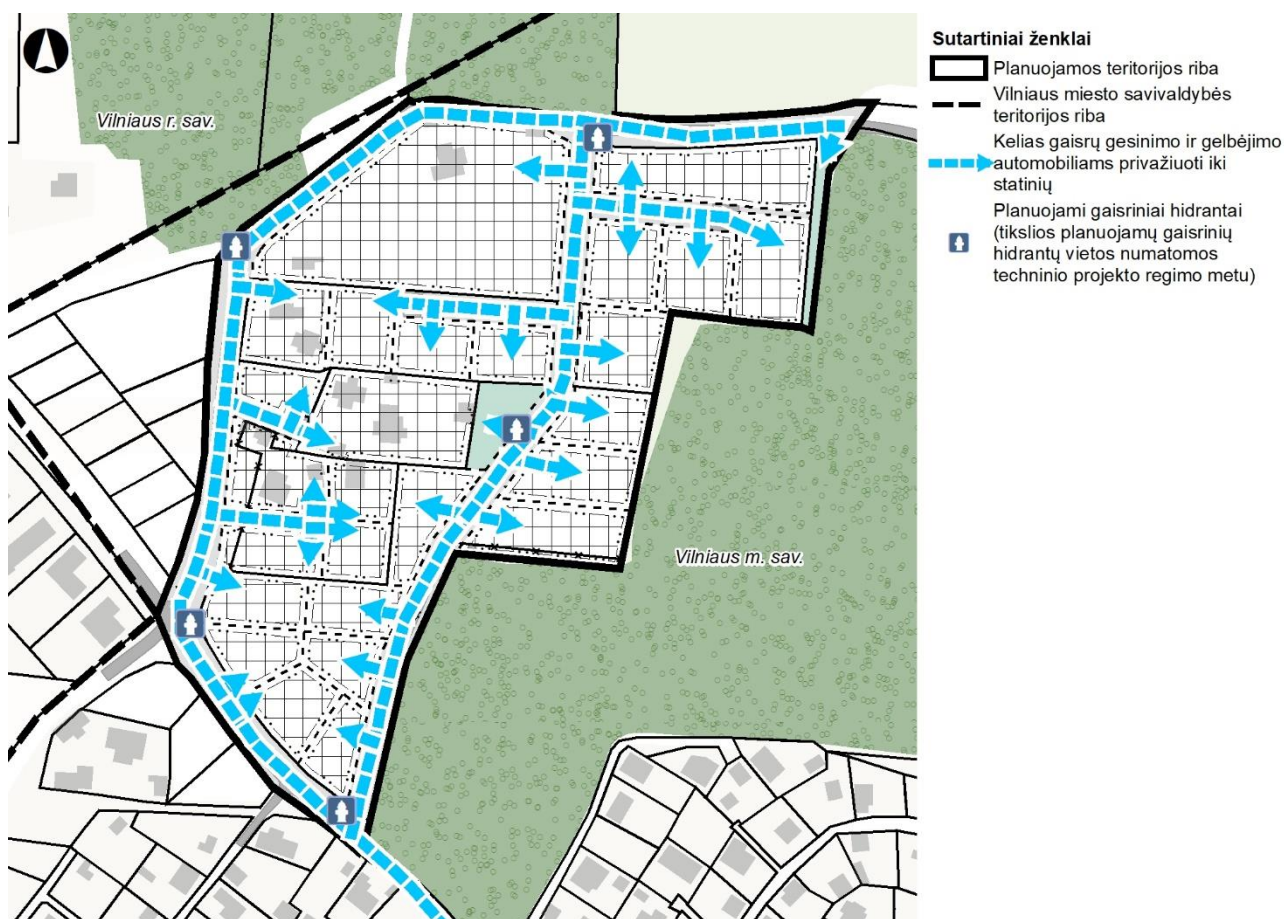 Vilniaus r. sav.
Vilniaus m. sav.
Sutartiniai ženklai
Planuojamos teritorijos riba
Vilniaus miesto savivaldybės
teritorijos riba
Kelias gaisrų gesinimo ir gelbėjimo
automobiliams privažiuoti iki
statinių
Planuojami gaisriniai hidrantai
(tikslios planuojamų gaisrinių
hidrantų vietos numatomos
techninio projekto regimo metu)